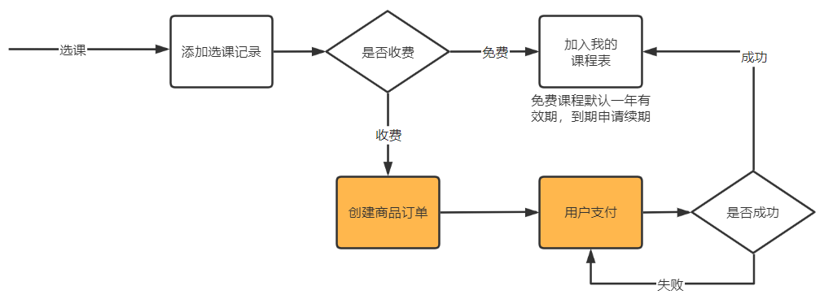 选课
添加选课记录
是否收费
免费
加入我的
课程表
成功
免费课程默认一年有
效期，到期申请续期
收费
创建商品订单
用户支付
是否成功
失败